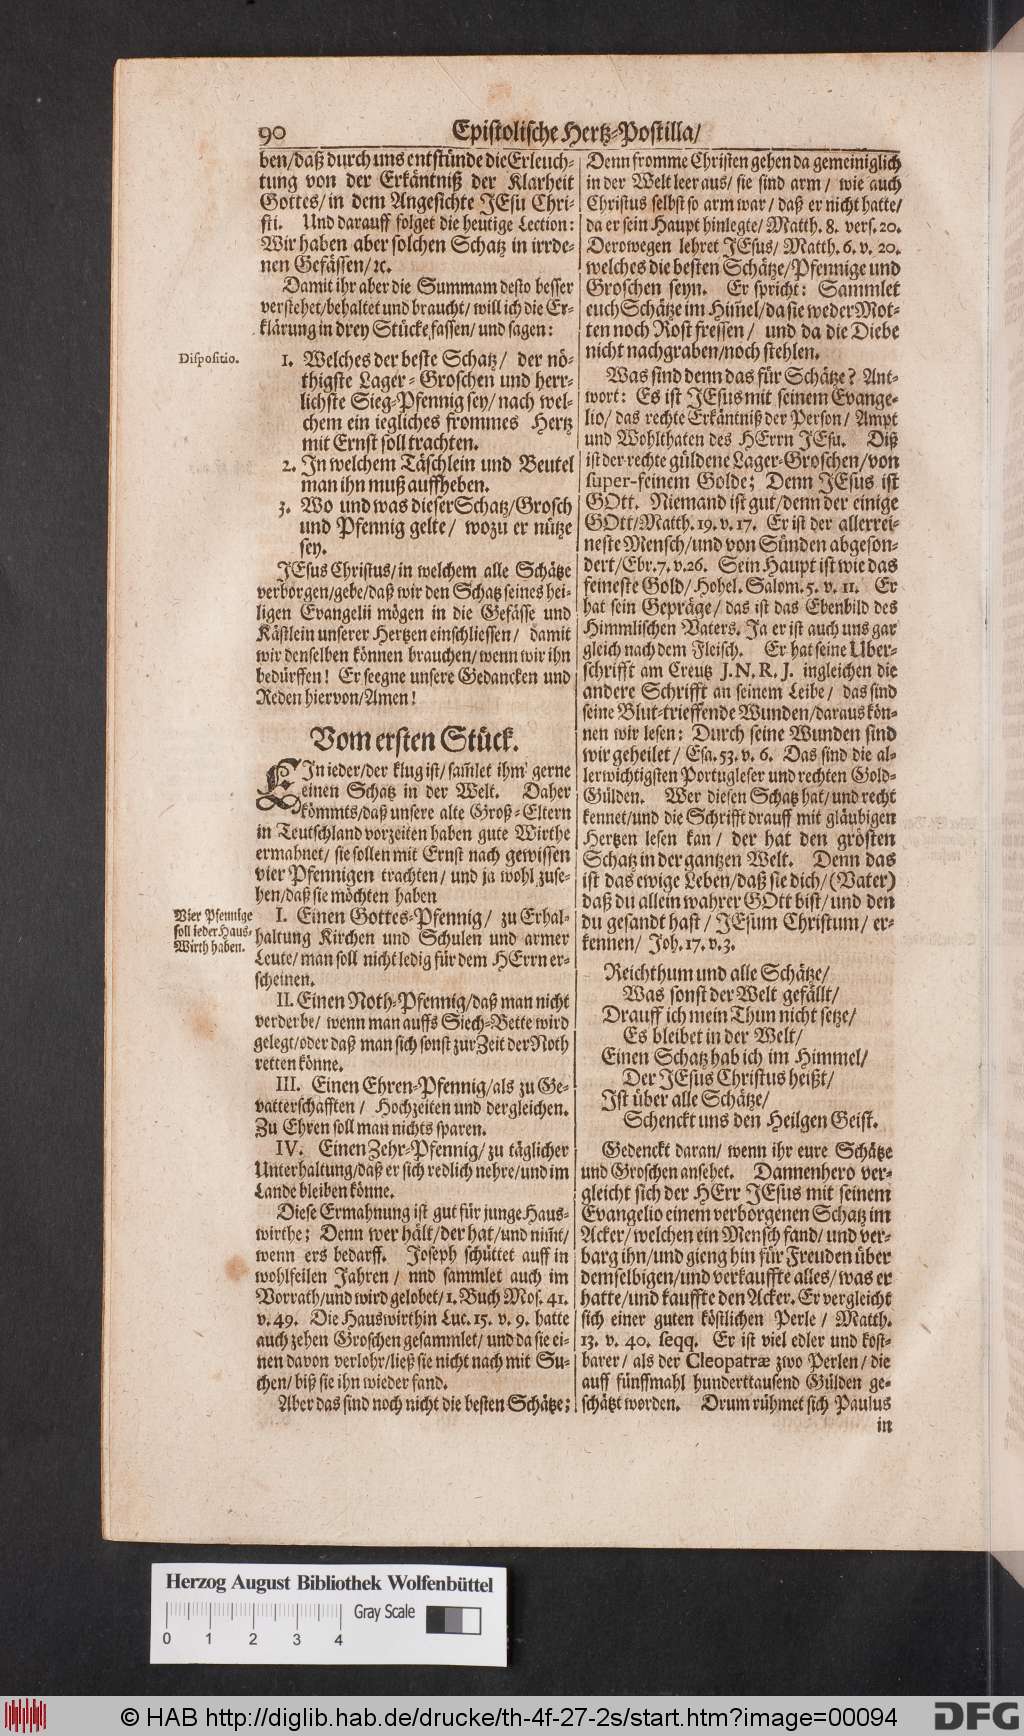 90
Epistolische Hertz-Postilla/
ben/daß durch uns entstünde die Erleuch-
tung von der Erkäntniß der Klarheit
Gottes/in dem Angesichte JEsu Chri-
sti. Und darauff folget die heutige Lection:
Wir haben aber solchen Schatz in irrde-
nen Gefässen/ꝛc.
Damit ihr aber die Summam desto besser
verstehet/behaltet und braucht/will ich die Er-
klärung in drey Stücke fassen/und sagen:
Dispositio.
1. Welches der beste Schatz/ der nö-
thigste Lager-Groschen und herr-
lichste Sieg-Pfennig sey/nach wel-
chem ein iegliches frommes Hertz
mit Ernst soll trachten.
2. In welchem Täschlein und Beutel
man ihn muß auffheben.
3. Wo und was dieser Schatz/Grosch
und Pfennig gelte/ wozu er nütze
sey.
JEsus Christus/in welchem alle Schätze
verborgen/gebe/daß wir den Schatz seines hei-
ligen Evangelii mögen in die Gefässe und
Kästlein unserer Hertzen einschliessen/ damit
wir denselben können brauchen/wenn wir ihn
bedürffen! Er seegne unsere Gedancken und
Reden hiervon/Amen!
Vom ersten Stück.
EJn ieder/der klug ist/sam̃let ihm gerne
einen Schatz in der Welt. Daher
kömmts/daß unsere alte Groß-Eltern
in Teutschland vorzeiten haben gute Wirthe
ermahnet/ sie sollen mit Ernst nach gewissen
vier Pfennigen trachten/ und ja wohl zuse-
hen/daß sie möchten haben
Vier Pfennige
soll ieder Haus-
Wirth haben.
I. Einen Gottes-Pfennig/ zu Erhal-
haltung Kirchen und Schulen und armer
Leute/man soll nicht ledig für dem HErrn er-
scheinen.
II. Einen Noth-Pfennig/daß man nicht
verderbe/ wenn man auffs Siech-Bette wird
gelegt/oder daß man sich sonst zur Zeit der Noth
retten könne.
III. Einen Ehren-Pfennig/als zu Ge-
vatterschafften/ Hochzeiten und dergleichen.
Zu Ehren soll man nichts sparen.
IV. Einen Zehr-Pfennig/zu täglicher
Unterhaltung/daß er sich redlich nehre/und im
Lande bleiben könne.
Diese Ermahnung ist gut für junge Haus-
wirthe; Denn wer hält/der hat/und nim̃t/
wenn ers bedarff. Joseph schüttet auff in
wohlfeilen Jahren/ nnd sammlet auch im
Vorrath/und wird gelobet/1. Buch Mos. 41.
v. 49. Die Hauswirthin Luc. 15. v. 9. hatte
auch zehen Groschen gesammlet/und da sie ei-
nen davon verlohr/ließ sie nicht nach mit Su-
chen/biß sie ihn wieder fand.
Aber das sind noch nicht die besten Schätze;
Denn fromme Christen gehen da gemeiniglich
in der Welt leer aus/ sie sind arm/ wie auch
Christus selbst so arm war/ daß er nicht hatte/
da er sein Haupt hinlegte/Matth. 8. vers. 20.
Derowegen lehret JEsus/ Matth. 6. v. 20.
welches die besten Schätze/Pfennige und
Groschen seyn. Er spricht: Sammlet
euch Schätze im Him̃el/da sie weder Mot-
ten noch Rost fressen/ und da die Diebe
nicht nachgraben/noch stehlen.
Was sind denn das für Schätze? Ant-
wort: Es ist JEsus mit seinem Evange-
lio/ das rechte Erkäntniß der Person/ Ampt
und Wohlthaten des HErrn JEsu. Diß
ist der rechte güldene Lager-Groschen/von
super-feinem Golde; Denn JEsus ist
GOtt. Niemand ist gut/denn der einige
GOtt/Matth. 19. v. 17. Er ist der allerrei-
neste Mensch/und von Sünden abgeson-
dert/Ebr. 7. v. 26. Sein Haupt ist wie das
feineste Gold/Hohel. Salom. 5. v. 11. Er
hat sein Gepräge/ das ist das Ebenbild des
Himmlischen Vaters. Ja er ist auch uns gar
gleich nach dem Fleisch. Er hat seine Uber-
schrifft am Creutz J. N. R. J. ingleichen die
andere Schrifft an seinem Leibe/ das sind
seine Blut-trieffende Wunden/daraus kön-
nen wir lesen: Durch seine Wunden sind
wir geheilet/ Esa. 53. v. 6. Das sind die al-
lerwichtigsten Portugleser und rechten Gold-
Gülden. Wer diesen Schatz hat/und recht
kennet/und die Schrifft drauff mit gläubigen
Hertzen lesen kan/ der hat den grösten
Schatz in der gantzen Welt. Denn das
ist das ewige Leben/daß sie dich/(Vater)
daß du allein wahrer GOtt bist/und den
du gesandt hast/ JEsum Christum/ er-
kennen/ Joh. 17. v. 3.
Reichthum und alle Schätze/
Was sonst der Welt gefällt/
Drauff ich mein Thun nicht setze/
Es bleibet in der Welt/
Einen Schatz hab ich im Himmel/
Der JEsus Christus heißt/
Ist über alle Schätze/
Schenckt uns den Heilgen Geist.
Gedenckt daran/ wenn ihr eure Schätze
und Groschen ansehet. Dannenhero ver-
gleicht sich der HErr JEsus mit seinem
Evangelio einem verborgenen Schatz im
Acker/welchen ein Mensch fand/und ver-
barg ihn/und gieng hin für Freuden über
demselbigen/und verkauffte alles/was er
hatte/und kauffte den Acker. Er vergleicht
sich einer guten köstlichen Perle/ Matth.
13. v. 40. seqq. Er ist viel edler und kost-
barer/ als der Cleopatræ zwo Perlen/ die
auff fünffmahl hunderttausend Gülden ge-
schätzt worden. Drum rühmet sich Paulus
in
Herzog August Bibliothek Wolfenbüttel
Gray Scale
0 1 2 3 4
© HAB http://diglib.hab.de/drucke/th-4f-27-2s/start.htm?image=00094
DFG